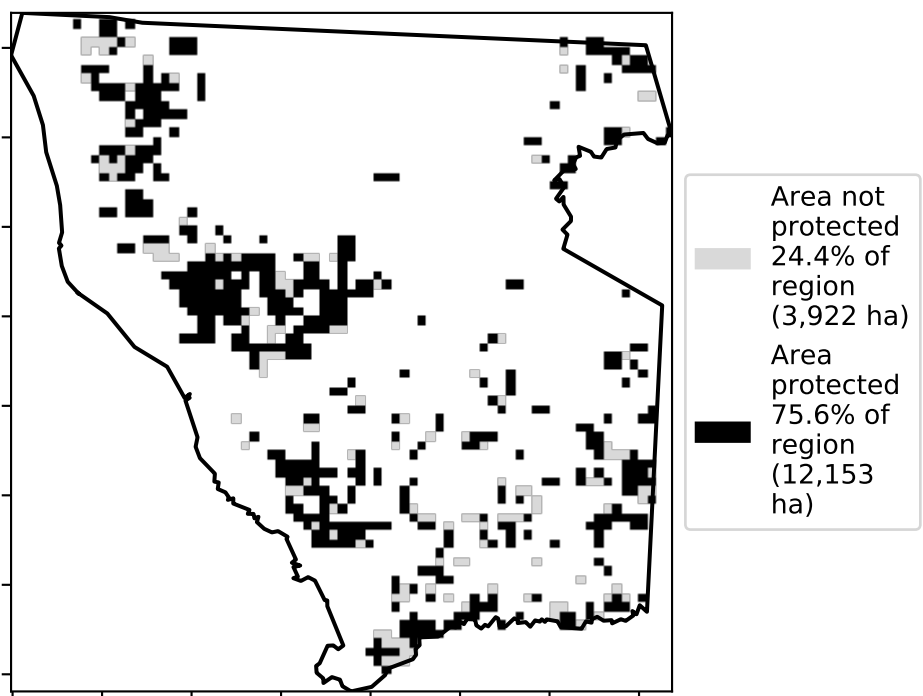 Area not
protected
24.4% of
region
(3,922 ha)
Area
protected
75.6% of
region
(12,153
ha)